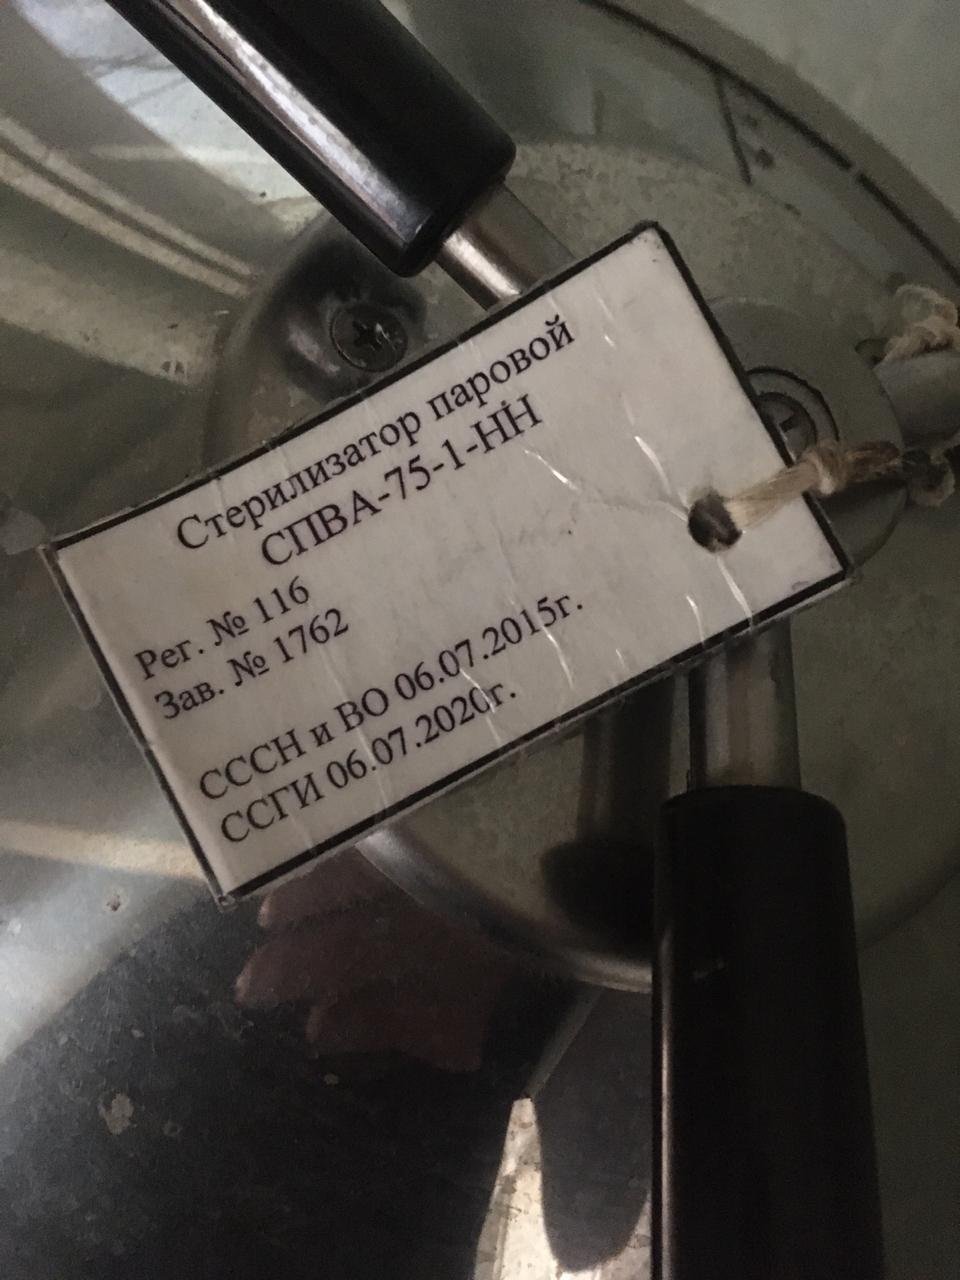 Стерилизатор паровой
СПВА-75-1-НН
Рег. № 116
Зав. № 1762
СССН и ВО 06.07.2015г.
ССГИ 06.07.2020г.